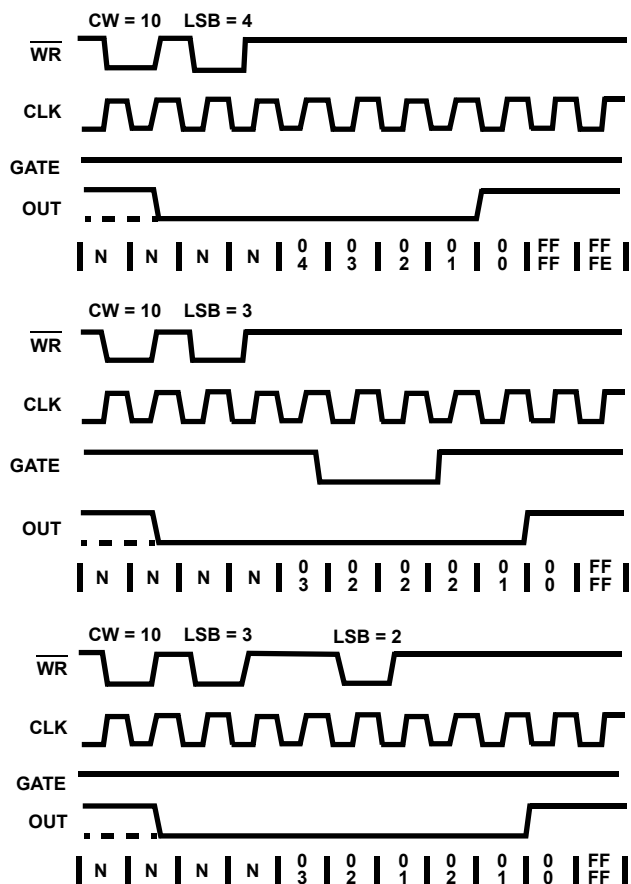 CW = 10 LSB = 4
WR
CLK
GATE
OUT
N N N N 0 0 0 0 0 FF FF
4 3 2 1 0 FF FE
CW = 10 LSB = 3
WR
CLK
GATE
OUT
N N N N 0 0 0 0 0 0 FF
3 2 2 2 1 0 FF
CW = 10 LSB = 3 LSB = 2
WR
CLK
GATE
OUT
N N N N 0 0 0 0 0 0 FF
3 2 1 2 1 0 FF